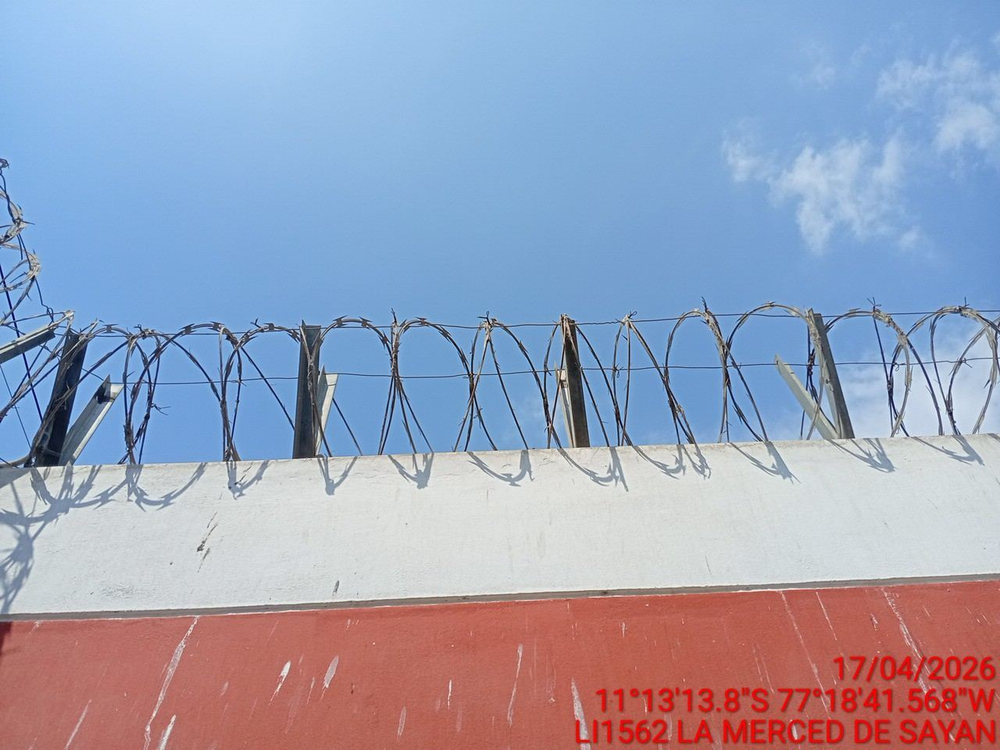 17/04/2026
11°13'13.8"S 77°18'41.568"W
LI1562 LA MERCED DE SAYAN